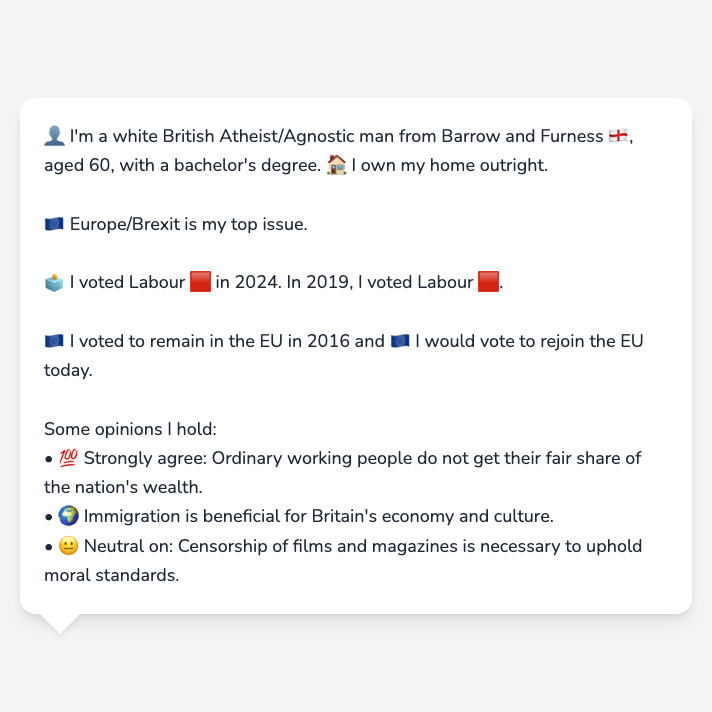 👤 I'm a white British Atheist/Agnostic man from Barrow and Furness 🏴󠁧󠁢󠁥󠁮󠁧󠁿,
aged 60, with a bachelor's degree. 🏠 I own my home outright.
🇪🇺 Europe/Brexit is my top issue.
🗳️ I voted Labour 🟥 in 2024. In 2019, I voted Labour 🟥.
🇪🇺 I voted to remain in the EU in 2016 and 🇪🇺 I would vote to rejoin the EU
today.
Some opinions I hold:
• 💯 Strongly agree: Ordinary working people do not get their fair share of
the nation's wealth.
• 🌍 Immigration is beneficial for Britain's economy and culture.
• 😐 Neutral on: Censorship of films and magazines is necessary to uphold
moral standards.